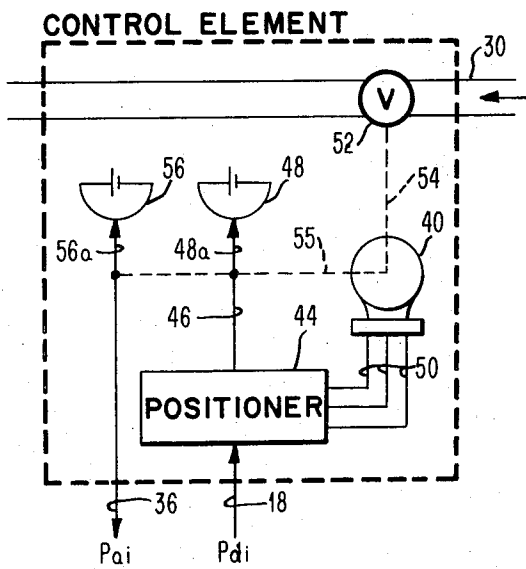 CONTROL ELEMENT
30
V
52
56
48
54
56a
48a
55
40
46
44
50
POSITIONER
36
18
Pai
Pdi